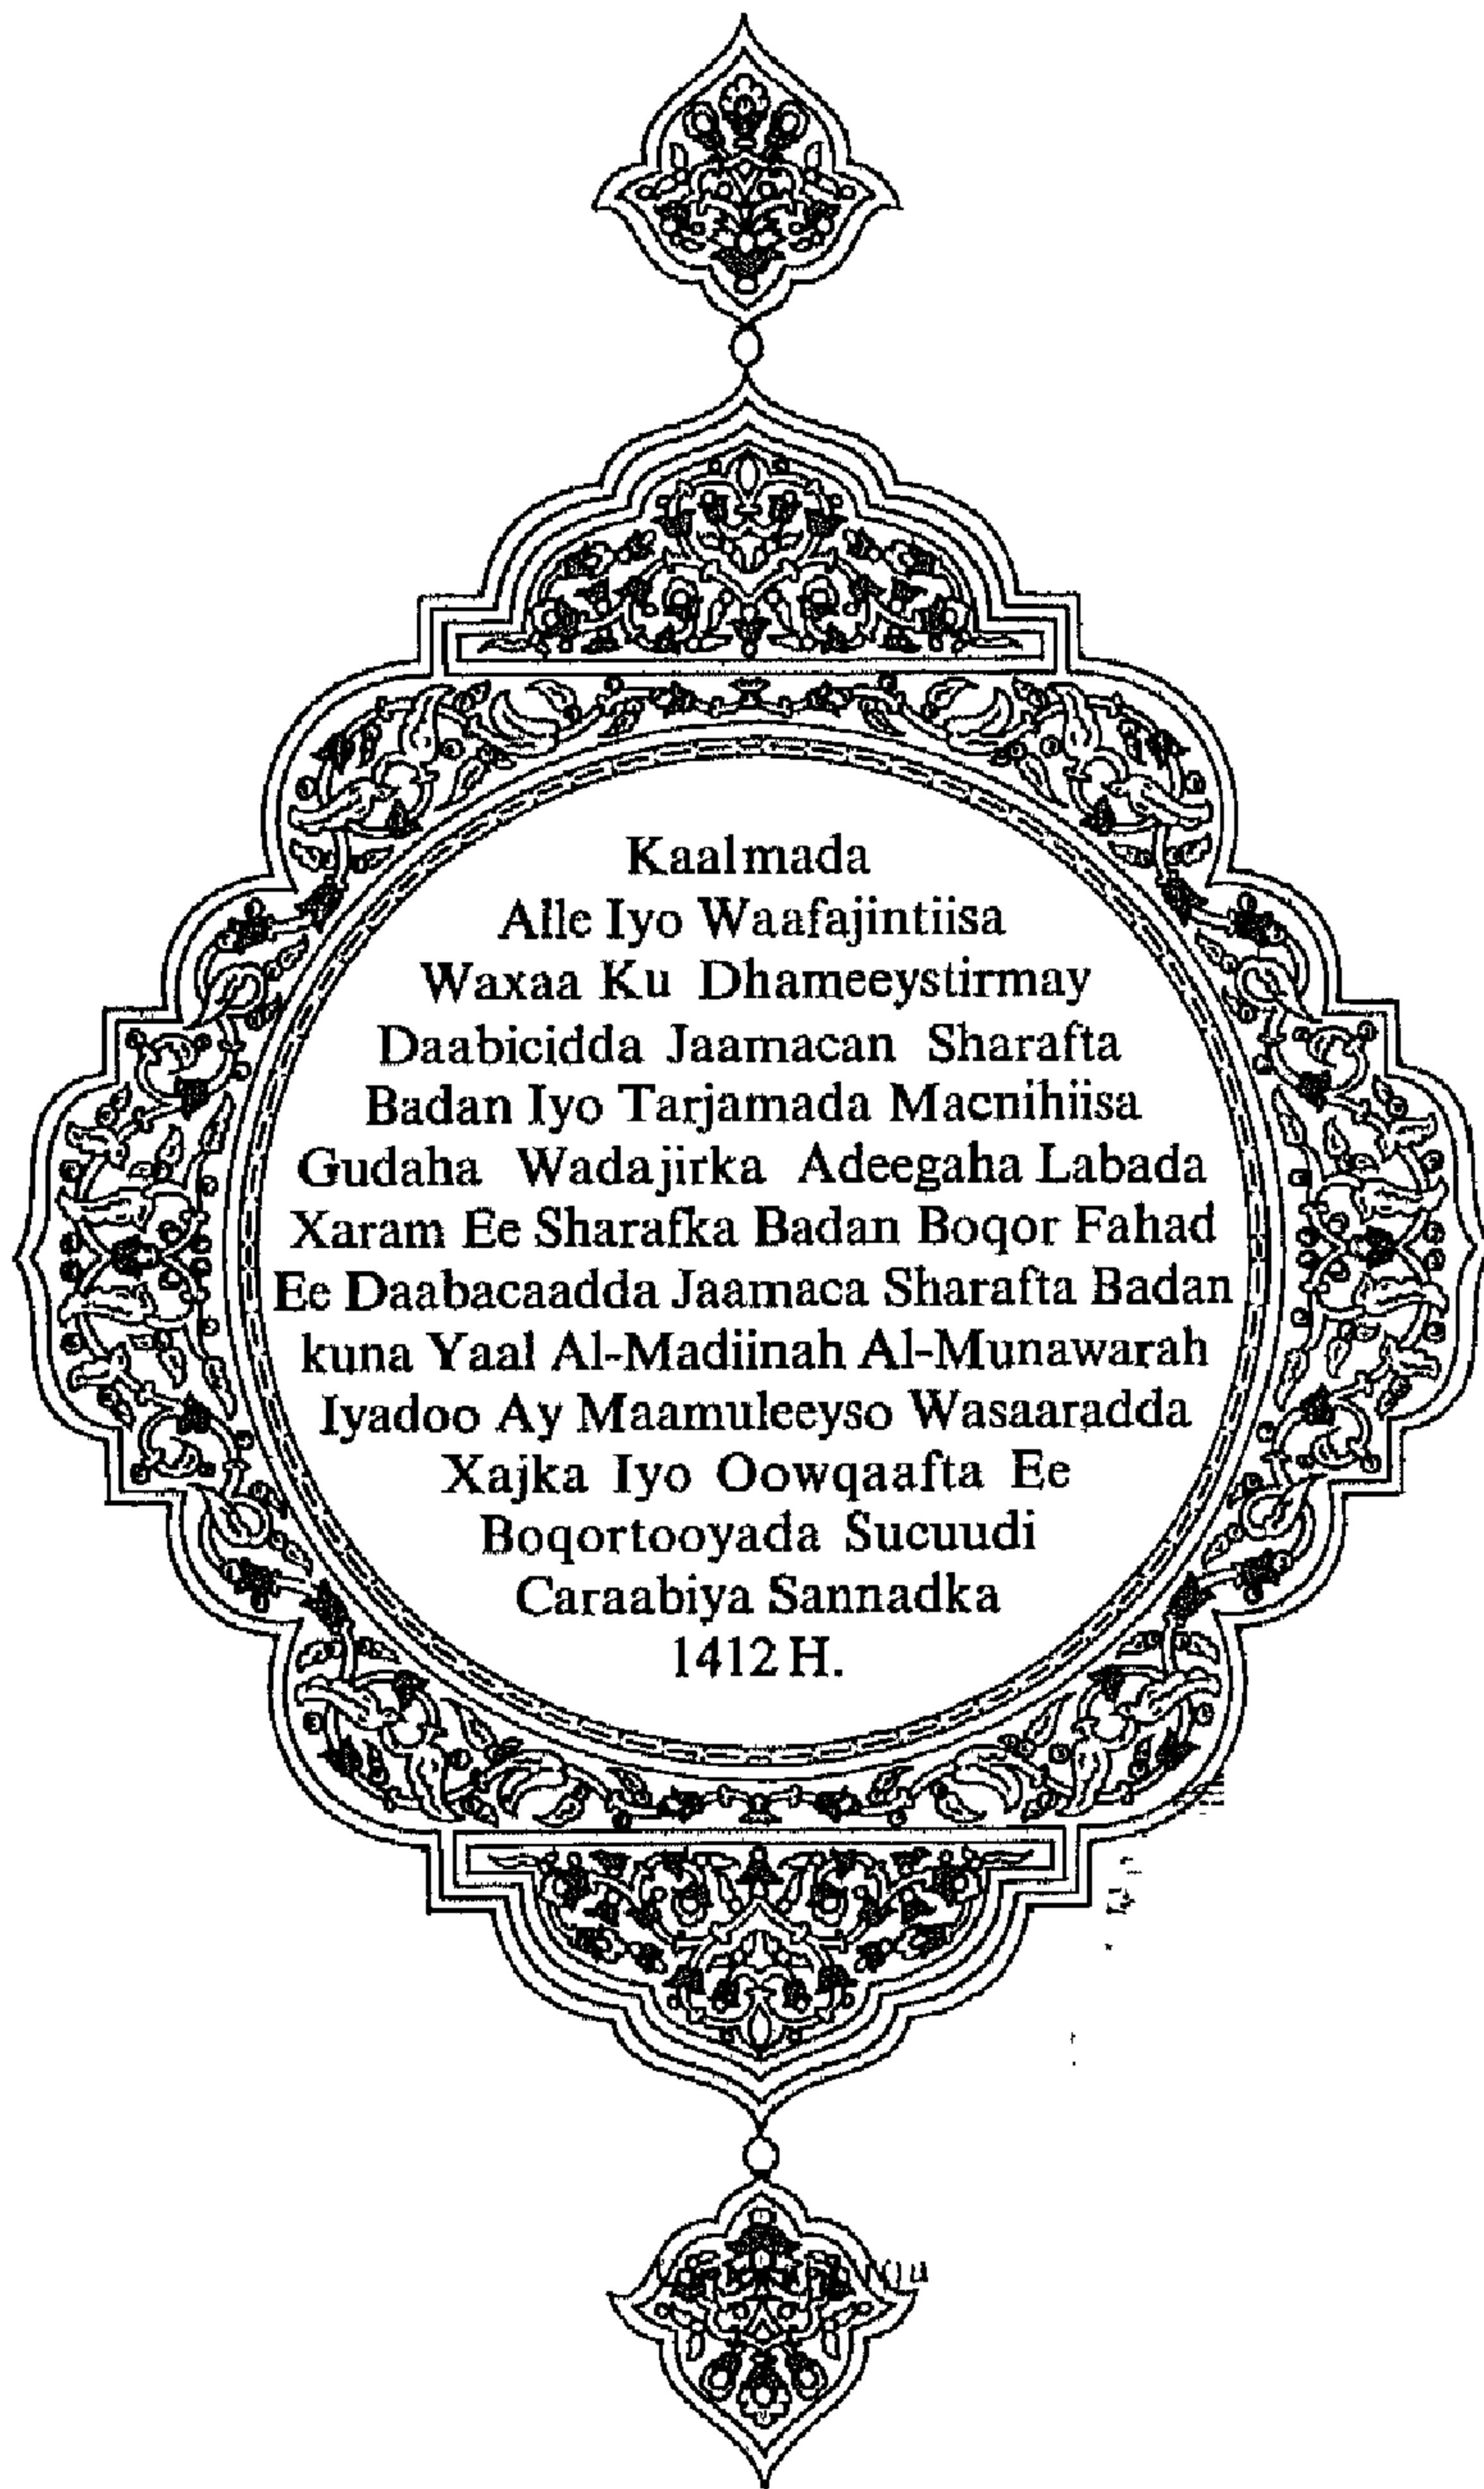 Kaalmada
Alle Iyo Waafajintiisa
Waxaa Ku Dhameeystirmay
Daabicidda Jaamacan Sharafta
Badan Iyo Tarjamada Macnihiisa
Gudaha Wadajirka Adeegaha Labada
Xaram Ee Sharafka Badan Boqor Fahad
Ee Daabacaadda Jaamaca Sharafta Badan
kuna Yaal Al-Madiinah Al-Munawarah
Iyadoo Ay Maamuleeyso Wasaaradda
Xajka Iyo Oowqaafta Ee
Boqortooyada Sucuudi
Caraabiya Sannadka
1412 H.